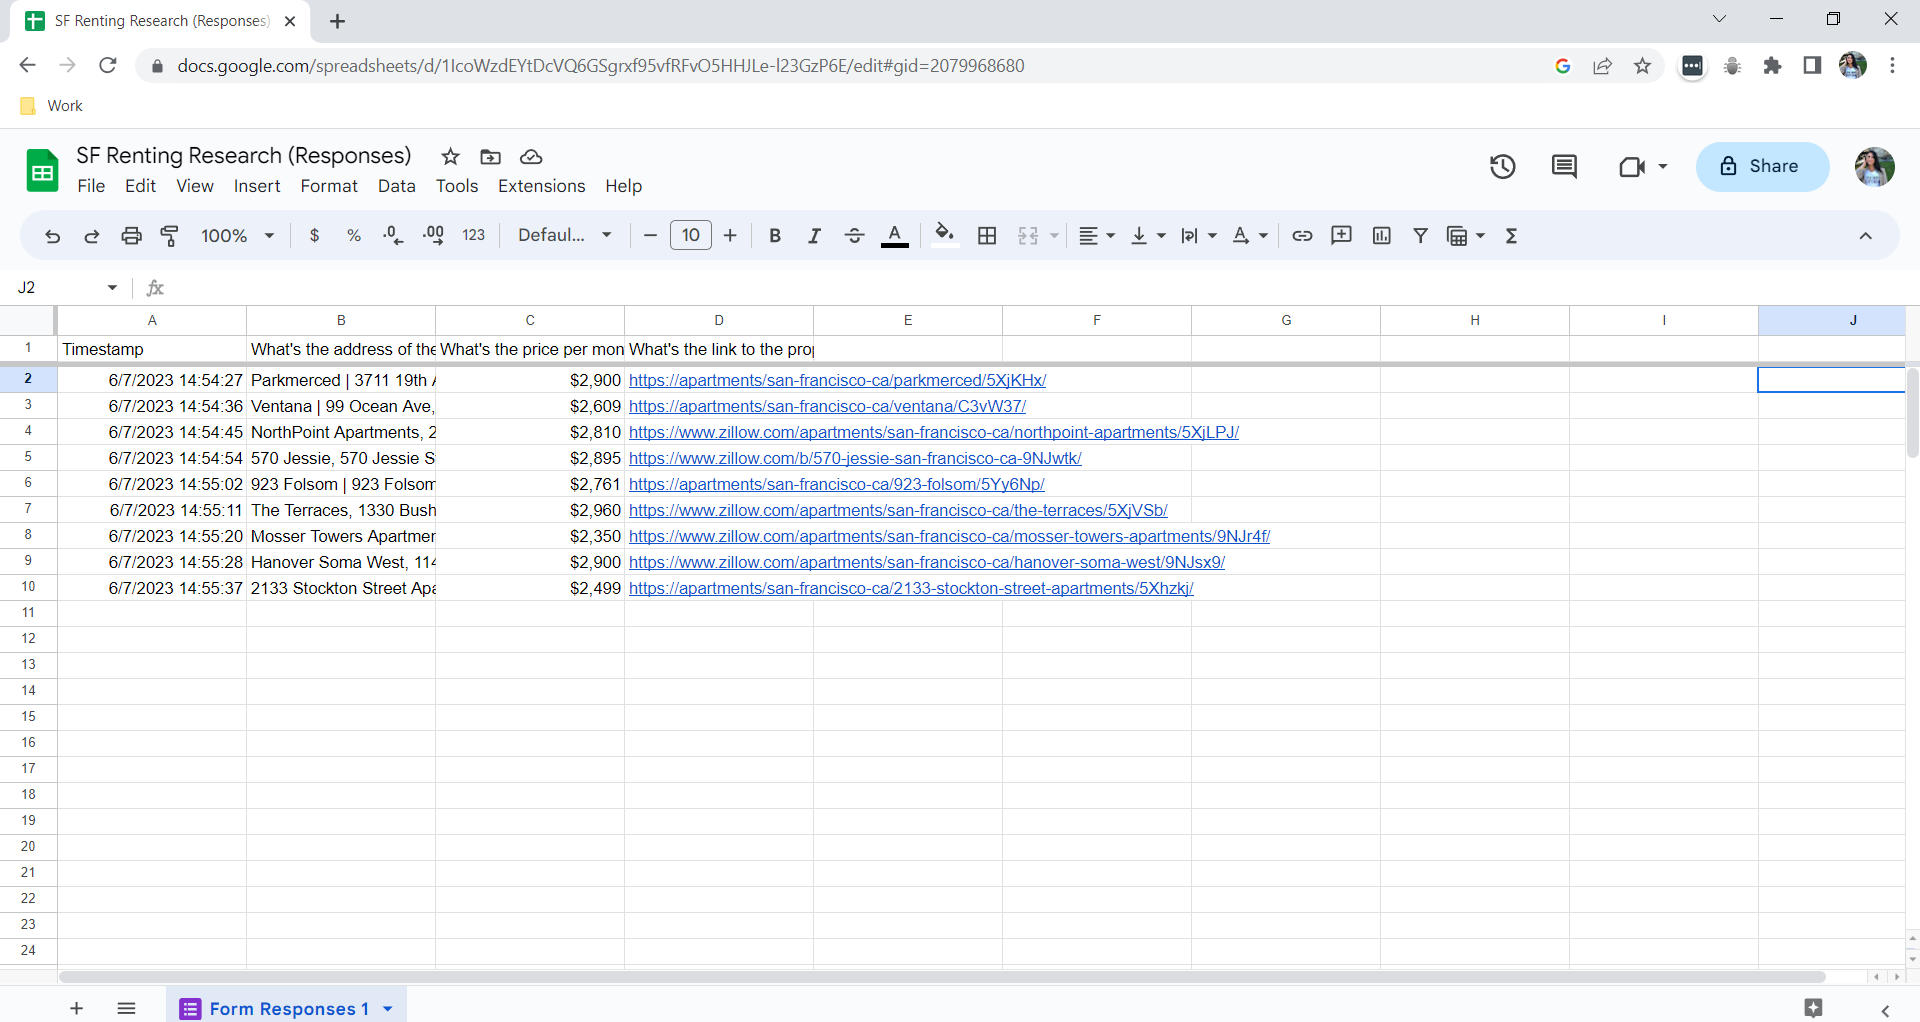 SF Renting Research (Responses)
docs.google.com/spreadsheets/d/1IcoWzdEYtDcVQ6GSgrxf95vfRFvO5HHJLe-l23GzP6E/edit#gid=2079968680
Work
SF Renting Research (Responses)
File Edit View Insert Format Data Tools Extensions Help
Share
100% $ % .0 .00 123 Defaul... 10 B I A
J2 fx
A B C D E F G H I J
1 Timestamp What's the address of the What's the price per mon What's the link to the prop
2 6/7/2023 14:54:27 Parkmerced | 3711 19th A $2,900 https://apartments/san-francisco-ca/parkmerced/5XjKHx/
3 6/7/2023 14:54:36 Ventana | 99 Ocean Ave, $2,609 https://apartments/san-francisco-ca/ventana/C3vW37/
4 6/7/2023 14:54:45 NorthPoint Apartments, 2 $2,810 https://www.zillow.com/apartments/san-francisco-ca/northpoint-apartments/5XjLPJ/
5 6/7/2023 14:54:54 570 Jessie, 570 Jessie S $2,895 https://www.zillow.com/b/570-jessie-san-francisco-ca-9NJwtk/
6 6/7/2023 14:55:02 923 Folsom | 923 Folsom $2,761 https://apartments/san-francisco-ca/923-folsom/5Yy6Np/
7 6/7/2023 14:55:11 The Terraces, 1330 Bush $2,960 https://www.zillow.com/apartments/san-francisco-ca/the-terraces/5XjVSb/
8 6/7/2023 14:55:20 Mosser Towers Apartmer $2,350 https://www.zillow.com/apartments/san-francisco-ca/mosser-towers-apartments/9NJr4f/
9 6/7/2023 14:55:28 Hanover Soma West, 114 $2,900 https://www.zillow.com/apartments/san-francisco-ca/hanover-soma-west/9NJsx9/
10 6/7/2023 14:55:37 2133 Stockton Street Apa $2,499 https://apartments/san-francisco-ca/2133-stockton-street-apartments/5Xhzkj/
11
12
13
14
15
16
17
18
19
20
21
22
23
24
Form Responses 1